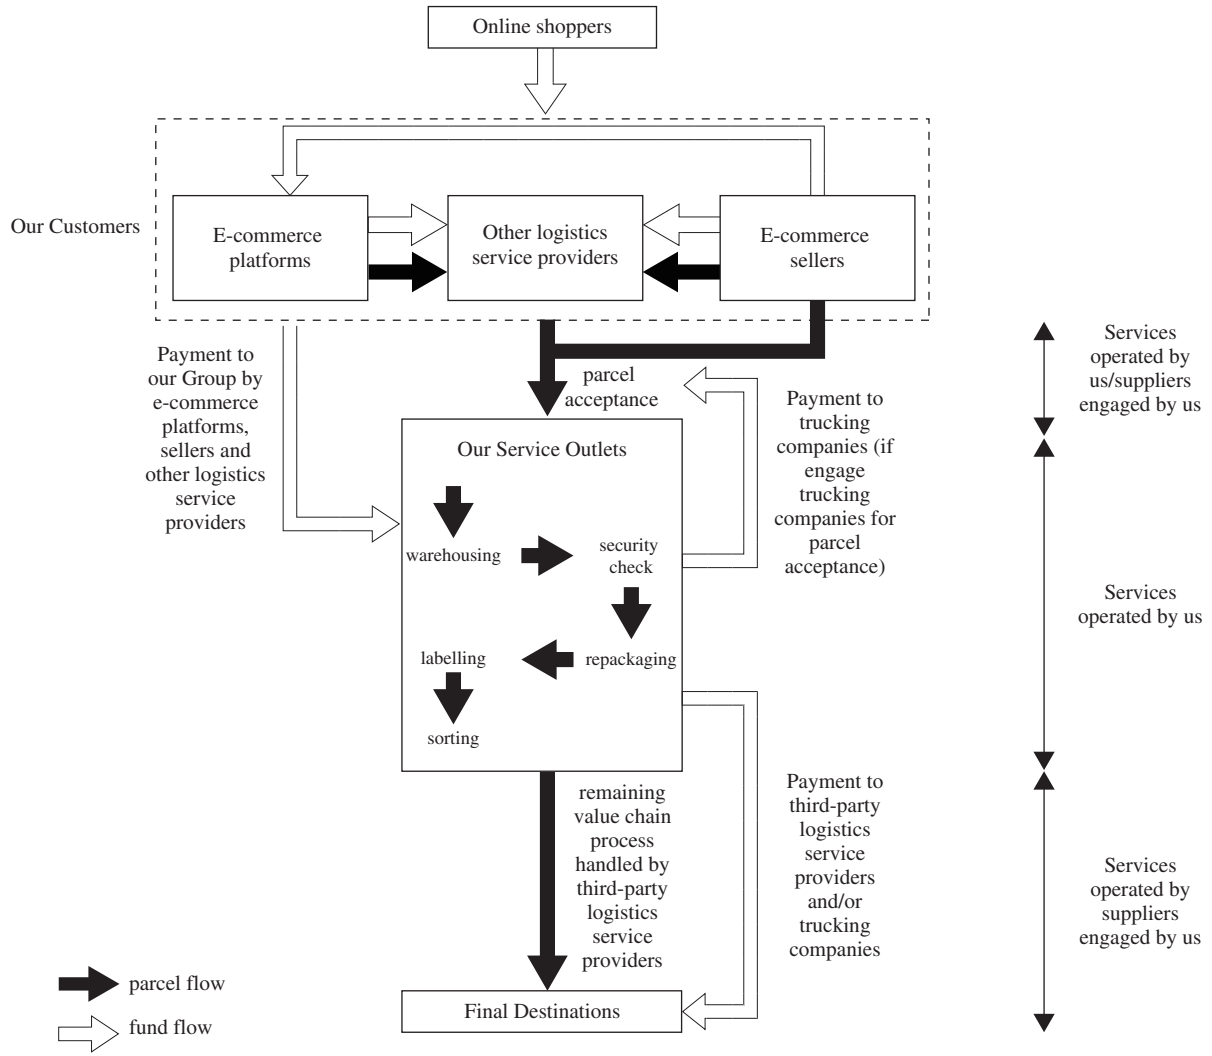 Online shoppers
Our Customers
E-commerce
platforms
Other logistics
service providers
E-commerce
sellers
Payment to
our Group by
e-commerce
platforms,
sellers and
other logistics
service
providers
parcel
acceptance
Payment to
trucking
companies (if
engage
trucking
companies for
parcel
acceptance)
Services
operated by
us/suppliers
engaged by us
Our Service Outlets
warehousing
security
check
labelling
repackaging
sorting
Services
operated by us
remaining
value chain
process
handled by
third-party
logistics
service
providers
Payment to
third-party
logistics
service
providers
and/or
trucking
companies
Services
operated by
suppliers
engaged by us
parcel flow
fund flow
Final Destinations